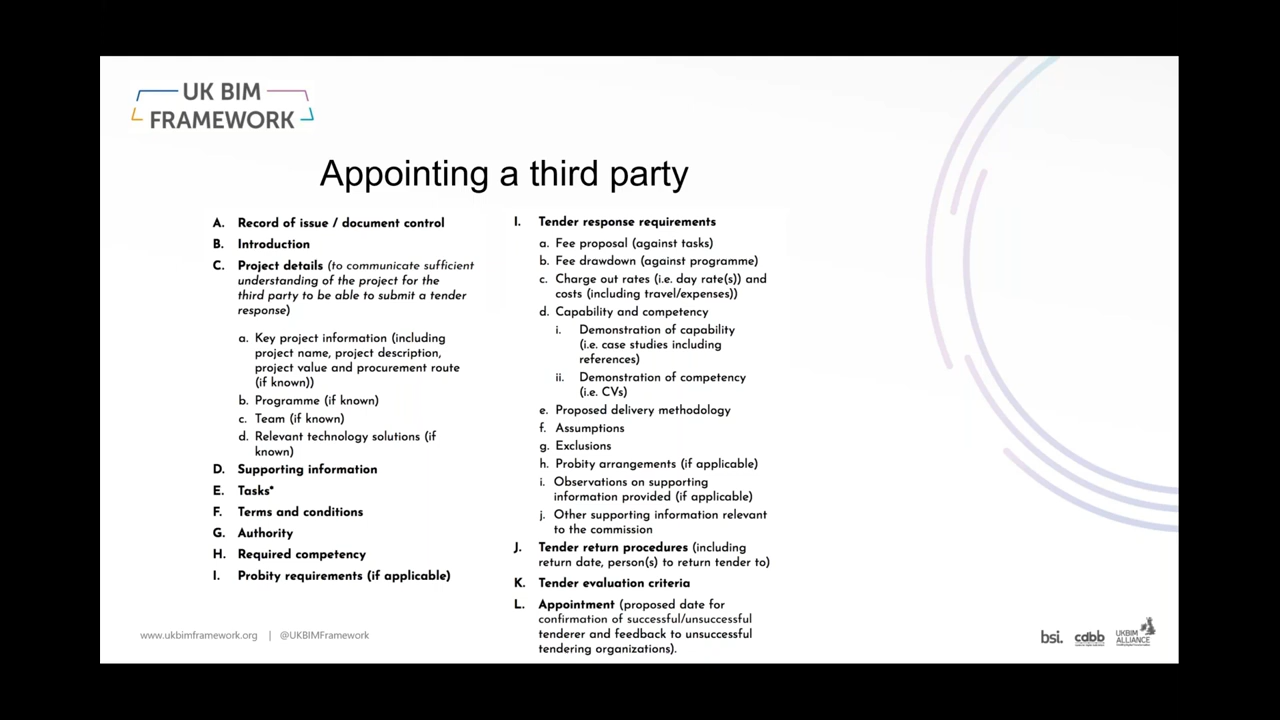 UK BIM
FRAMEWORK
Appointing a third party
A. Record of issue / document control
B. Introduction
C. Project details (to communicate sufficient
understanding of the project for the
third party to be able to submit a tender
response)
a. Key project information (including
project name, project description,
project value and procurement route
(if known))
b. Programme (if known)
c. Team (if known)
d. Relevant technology solutions (if
known)
D. Supporting information
E. Tasks*
F. Terms and conditions
G. Authority
H. Required competency
I. Probity requirements (if applicable)
I. Tender response requirements
a. Fee proposal (against tasks)
b. Fee drawdown (against programme)
c. Charge out rates (i.e. day rate(s)) and
costs (including travel/expenses))
d. Capability and competency
i. Demonstration of capability
(i.e. case studies including
references)
ii. Demonstration of competency
(i.e. CVs)
e. Proposed delivery methodology
f. Assumptions
g. Exclusions
h. Probity arrangements (if applicable)
i. Observations on supporting
information provided (if applicable)
j. Other supporting information relevant
to the commission
J. Tender return procedures (including
return date, person(s) to return tender to)
K. Tender evaluation criteria
L. Appointment (proposed date for
confirmation of successful/unsuccessful
tenderer and feedback to unsuccessful
tendering organizations).
www.ukbimframework.org | @UKBIMFramework
bsi.
cdbb
UKBIM
ALLIANCE